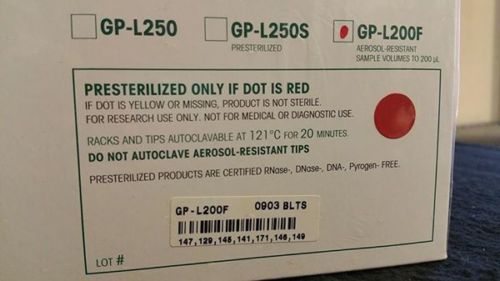 GP-L250
GP-L250S
PRESTERILIZED
GP-L200F
AEROSOL-RESISTANT
SAMPLE VOLUMES TO 200 µL
PRESTERILIZED ONLY IF DOT IS RED
IF DOT IS YELLOW OR MISSING, PRODUCT IS NOT STERILE.
FOR RESEARCH USE ONLY. NOT FOR MEDICAL OR DIAGNOSTIC USE.
RACKS AND TIPS AUTOCLAVABLE AT 121°C FOR 20 MINUTES.
DO NOT AUTOCLAVE AEROSOL-RESISTANT TIPS
PRESTERILIZED PRODUCTS ARE CERTIFIED RNase-, DNase-, DNA-, Pyrogen- FREE.
GP-L200F 0903 BLTS
147,129,145,141,171,146,149
LOT #